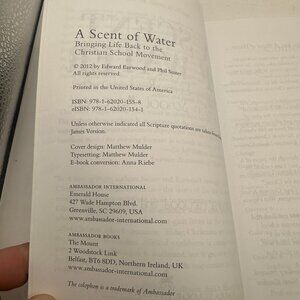 A Scent of Water
Bringing Life Back to the
Christian School Movement
© 2012 by Edward Earwood and Phil Suiter
All rights reserved.
Printed in the United States of America
ISBN: 978-1-62020-155-8
eISBN: 978-1-62020-154-1
Unless otherwise indicated all Scripture quotations are taken from
James Version.
Cover design: Matthew Mulder
Typesetting: Matthew Mulder
E-book conversion: Anna Riebe
AMBASSADOR INTERNATIONAL
Emerald House
427 Wade Hampton Blvd.
Greenville, SC 29609, USA
www.ambassador-international.com
AMBASSADOR BOOKS
The Mount
2 Woodstock Link
Belfast, BT6 8DD, Northern Ireland, UK
www.ambassador-international.com
The colophon is a trademark of Ambassador